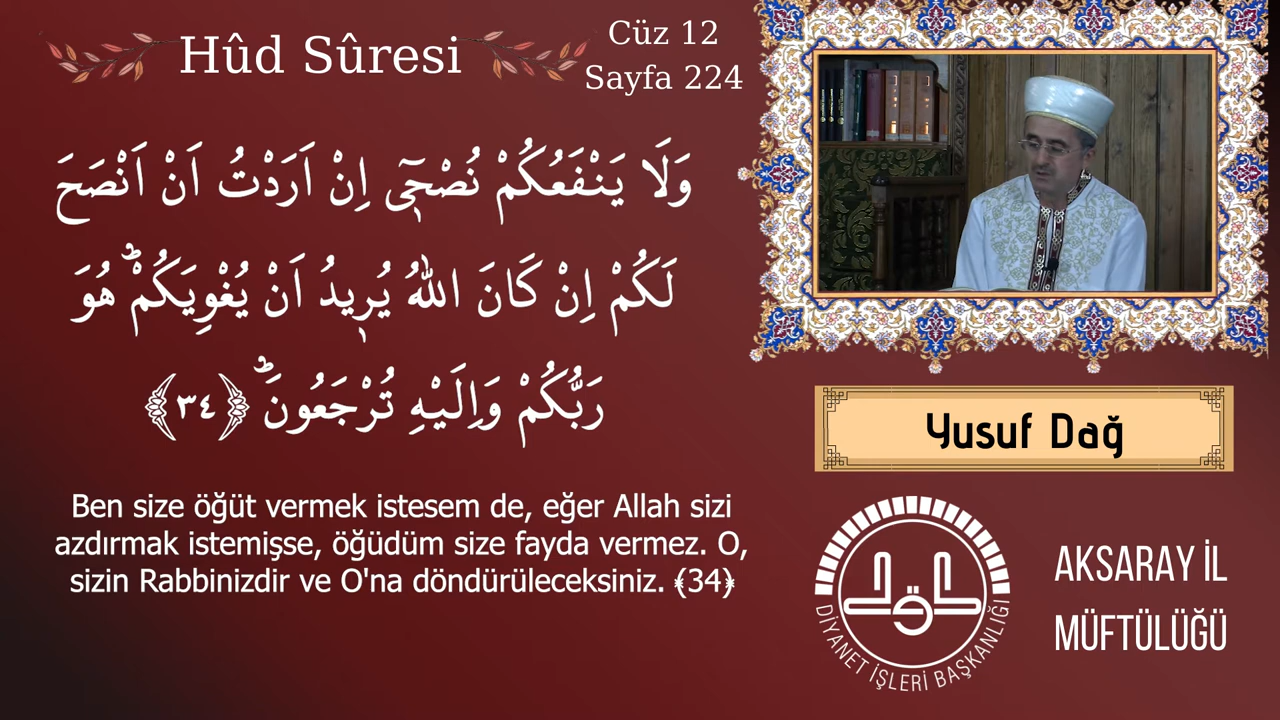 Hûd Sûresi
Cüz 12
Sayfa 224
وَلَا يَنْفَعُكُمْ نُصْح۪ٓي اِنْ اَرَدْتُ اَنْ اَنْصَحَ
لَكُمْ اِنْ كَانَ اللّٰهُ يُر۪يدُ اَنْ يُغْوِيَكُمْۜ هُوَ
رَبُّكُمْ وَاِلَيْهِ تُرْجَعُونَۜ ﴿٣٤﴾
Ben size öğüt vermek istesem de, eğer Allah sizi
azdırmak istemişse, öğüdüm size fayda vermez. O,
sizin Rabbinizdir ve O'na döndürüleceksiniz. ﴾34﴿
Yusuf Dağ
DİYANET İŞLERİ BAŞKANLIĞI
AKSARAY İL
MÜFTÜLÜĞÜ